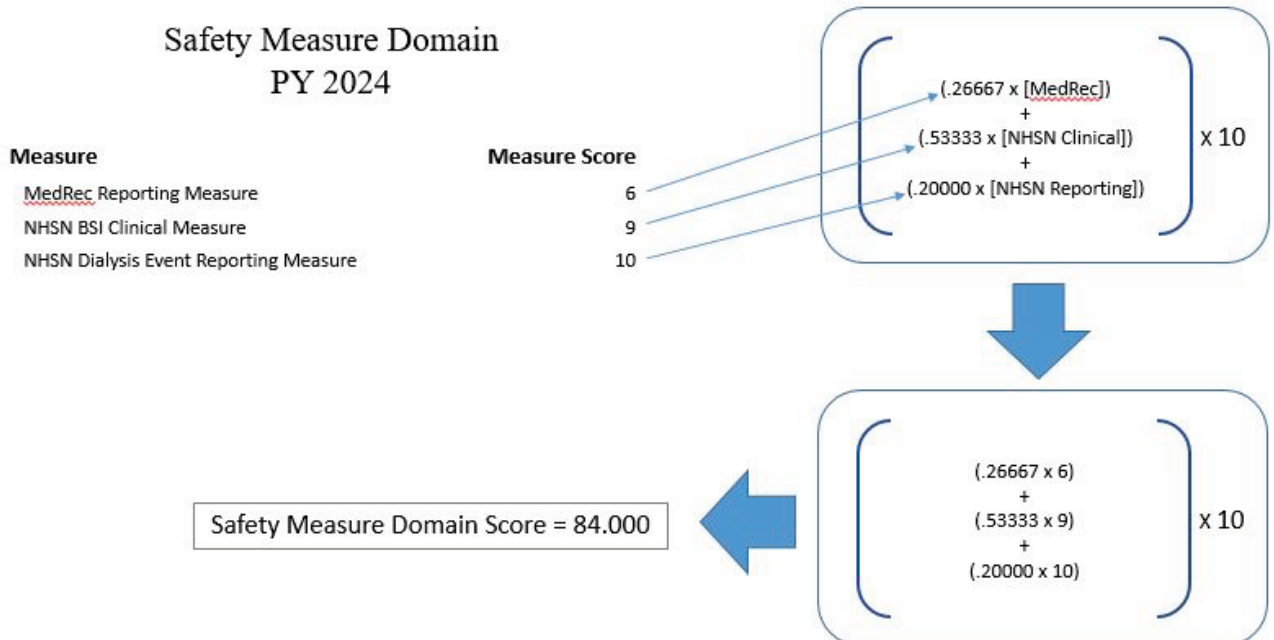 Safety Measure Domain
PY 2024
Measure Measure Score
MedRec Reporting Measure 6
NHSN BSI Clinical Measure 9
NHSN Dialysis Event Reporting Measure 10
(.26667 x [MedRec])
+
(.53333 x [NHSN Clinical])
+
(.20000 x [NHSN Reporting])
x 10
(.26667 x 6)
+
(.53333 x 9)
+
(.20000 x 10)
x 10
Safety Measure Domain Score = 84.000